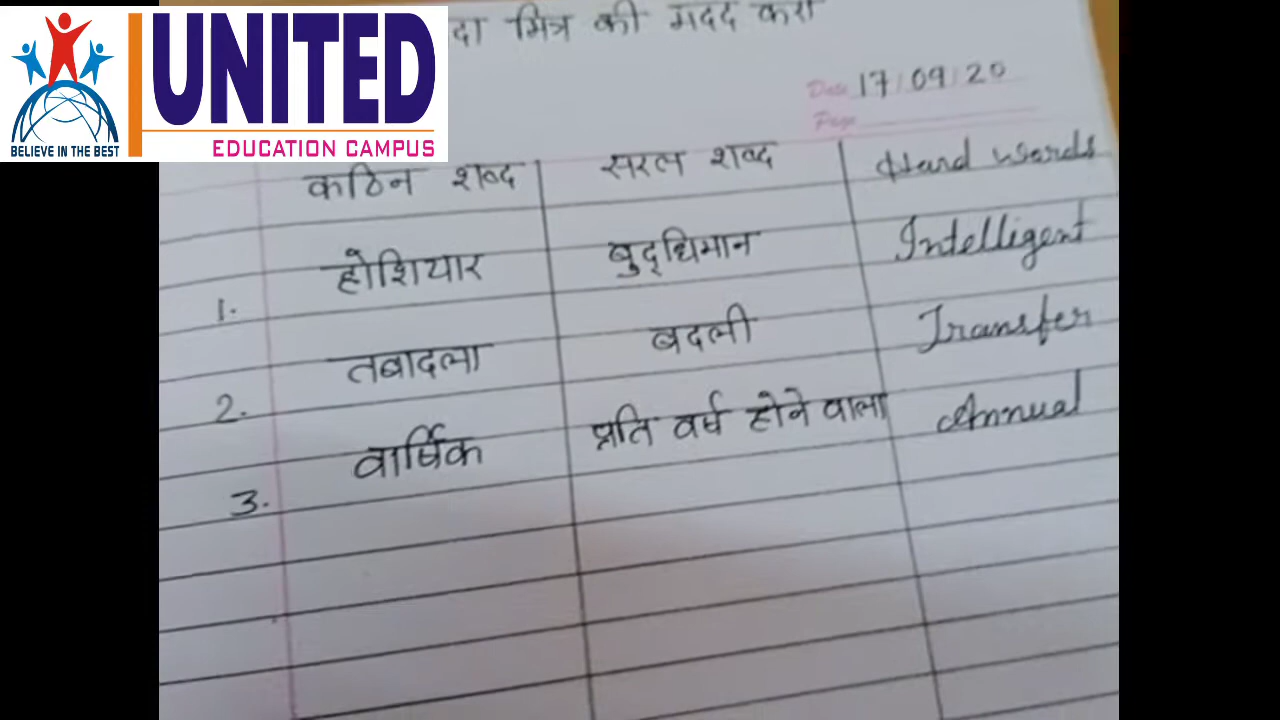 UNITED
EDUCATION CAMPUS
BELIEVE IN THE BEST
मित्र की मदद करो
Date 17/09/20
Page
कठिन शब्द सरल शब्द Hard words
1. होशियार बुद्धिमान Intelligent
2. तबादला बदली Transfer
3. वार्षिक प्रति वर्ष होने वाला Annual